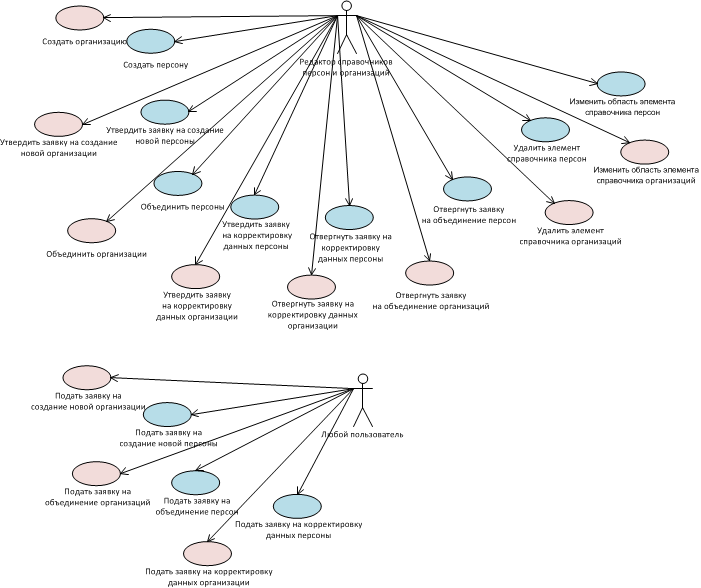 Создать организацию
Создать персону
Редактор справочников
персон и организаций
Изменить область элемента
справочника персон
Утвердить заявку на создание
новой организации
Утвердить заявку на создание
новой персоны
Удалить элемент
справочника персон
Изменить область элемента
справочника организаций
Объединить персоны
Утвердить заявку
на корректировку
данных персоны
Отвергнуть заявку на
корректировку
данных персоны
Отвергнуть заявку
на объединение персон
Удалить элемент
справочника организаций
Объединить организации
Утвердить заявку
на корректировку
данных организации
Отвергнуть заявку на
корректировку данных
организации
Отвергнуть заявку
на объединение организаций
Подать заявку на
создание новой организации
Подать заявку на
создание новой персоны
Любой пользователь
Подать заявку на
объединение организаций
Подать заявку на
объединение персон
Подать заявку на корректировку
данных персоны
Подать заявку на корректировку
данных организации